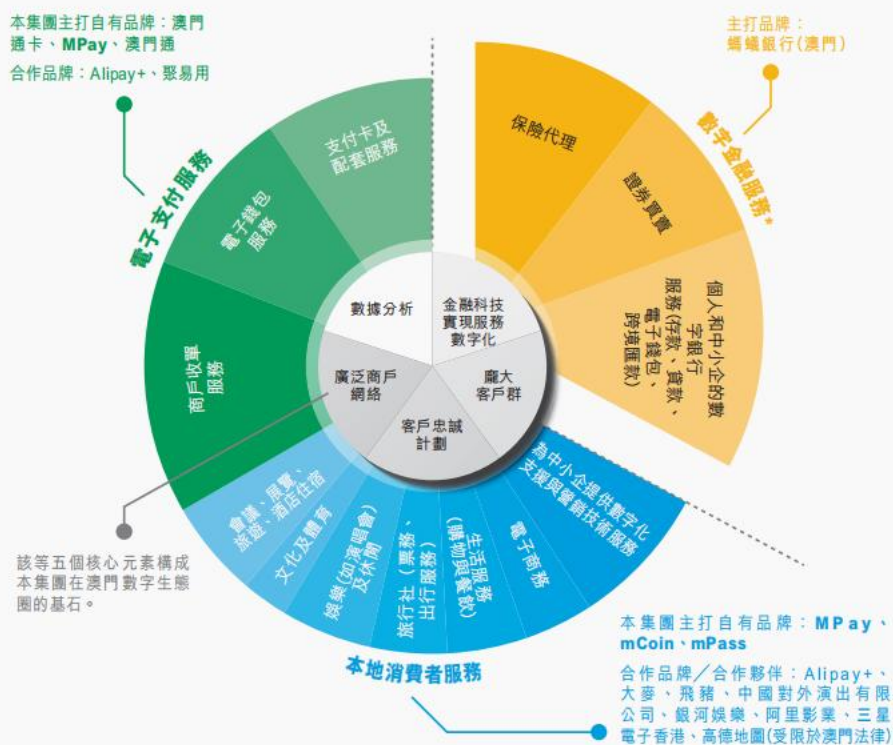 本集團主打自有品牌：澳門
通卡、MPay、澳門通
合作品牌：Alipay+、聚易用
主打品牌：
螞蟻銀行(澳門)
電子支付服務
支付卡及
配套服務
電子錢包
服務
商戶收單
服務
數字金融服務*
保險代理
證券買賣
個人和中小企的數
字銀行
服務(存款、貸款、
電子錢包、
跨境匯款)
數據分析
金融科技
實現服務
數字化
廣泛商戶
網絡
龐大
客戶群
客戶忠誠
計劃
會議、展覽、
旅遊、酒店住宿
文化及體育
娛樂(如演唱會)
及休閒
旅行社（票務、
出行服務）
生活服務
(購物與餐飲)
電子商務
為中小企提供數字化
支援與營銷技術服務
本地消費者服務
該等五個核心元素構成
本集團在澳門數字生態
圈的基石。
本集團主打自有品牌：MPay、
mCoin、mPass
合作品牌／合作夥伴：Alipay+、
大麥、飛豬、中國對外演出有限
公司、銀河娛樂、阿里影業、三星
電子香港、高德地圖(受限於澳門法律)